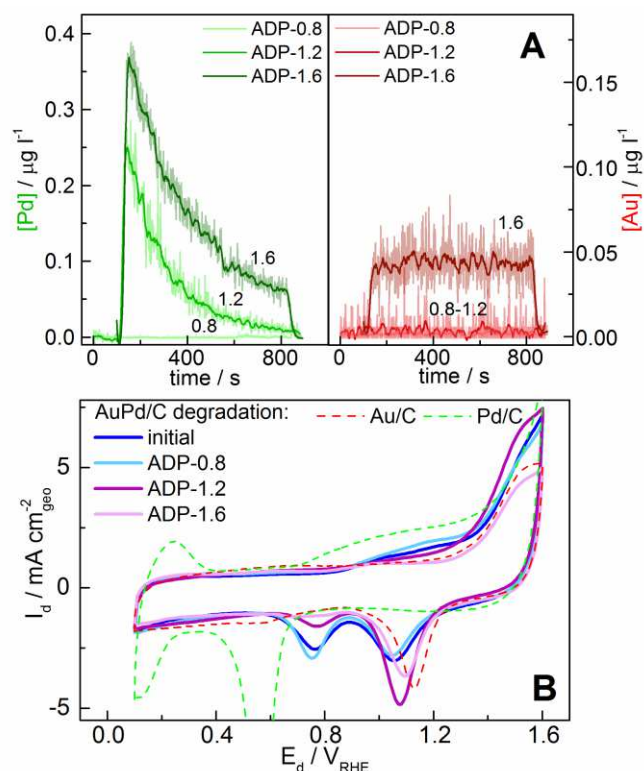 ADP-0.8
ADP-1.2
ADP-1.6
ADP-0.8
ADP-1.2
ADP-1.6
A
[Pd] / µg l⁻¹
0.4
0.3
0.2
0.1
0.0
1.6
1.2
0.8
0 400 800
time / s
1.6
0.8-1.2
0 400 800
time / s
0.15
0.10
0.05
0.00
[Au] / µg l⁻¹
AuPd/C degradation:
initial
ADP-0.8
ADP-1.2
ADP-1.6
Au/C
Pd/C
I_d / mA cm⁻²_geo
5
0
-5
B
0.0 0.4 0.8 1.2 1.6
E_d / V_RHE